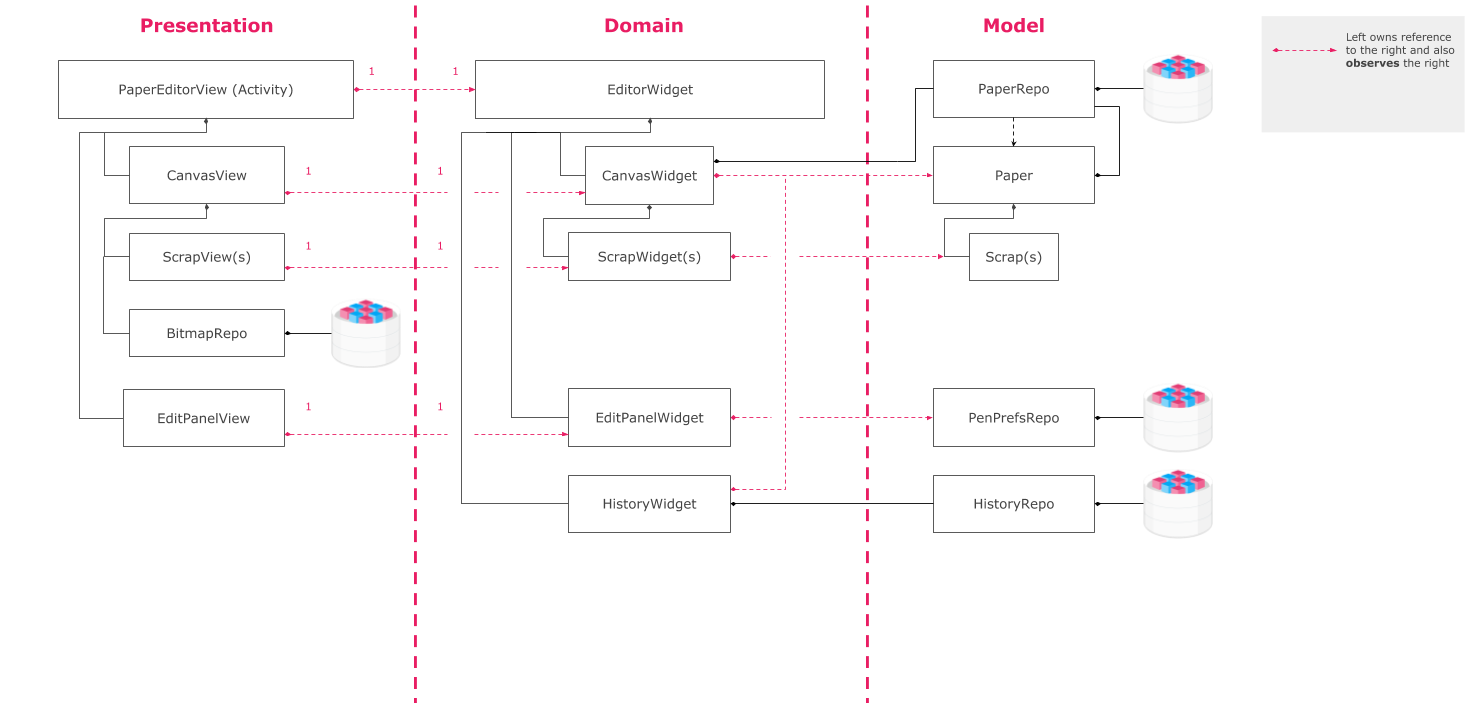 Presentation
Domain
Model
Left owns reference
to the right and also
observes the right
1
1
PaperEditorView (Activity)
EditorWidget
PaperRepo
1
1
CanvasView
CanvasWidget
Paper
1
1
ScrapView(s)
ScrapWidget(s)
Scrap(s)
BitmapRepo
1
1
EditPanelView
EditPanelWidget
PenPrefsRepo
HistoryWidget
HistoryRepo